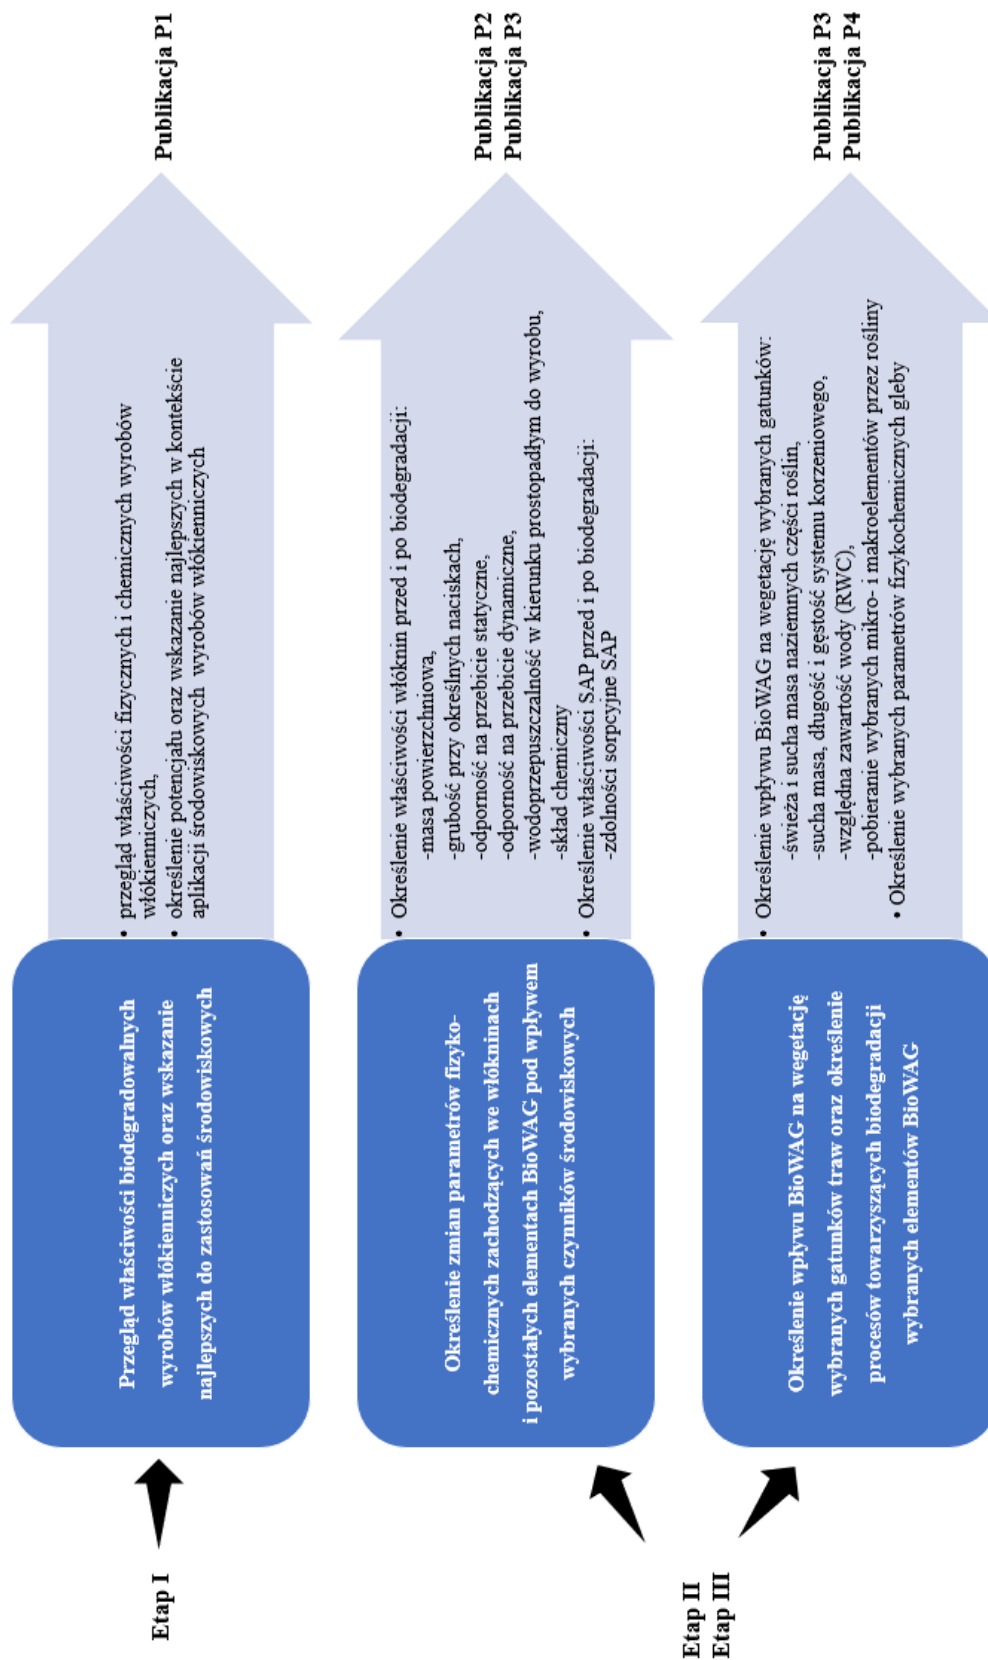 Etap I
Przegląd właściwości biodegradowalnych
wyrobów włókienniczych oraz wskazanie
najlepszych do zastosowań środowiskowych
• przegląd właściwości fizycznych i chemicznych wyrobów
włókienniczych,
• określenie potencjału oraz wskazanie najlepszych w kontekście
aplikacji środowiskowych wyrobów włókienniczych
Publikacja P1
Etap II
Etap III
Określenie zmian parametrów fizyko-
chemicznych zachodzących we włókninach
i pozostałych elementach BioWAG pod wpływem
wybranych czynników środowiskowych
• Określenie właściwości włóknin przed i po biodegradacji:
-masa powierzchniowa,
-grubość przy określnych naciskach,
-odporność na przebicie statyczne,
-odporność na przebicie dynamiczne,
-wodoprzepuszczalność w kierunku prostopadłym do wyrobu,
-skład chemiczny
• Określenie właściwości SAP przed i po biodegradacji:
-zdolności sorpcyjne SAP
Publikacja P2
Publikacja P3
Określenie wpływu BioWAG na wegetację
wybranych gatunków traw oraz określenie
procesów towarzyszących biodegradacji
wybranych elementów BioWAG
• Określenie wpływu BioWAG na wegetację wybranych gatunków:
-świeża i sucha masa naziemnych części roślin,
-sucha masa, długość i gęstość systemu korzeniowego,
-względna zawartość wody (RWC),
-pobieranie wybranych mikro- i makroelementów przez rośliny
• Określenie wybranych parametrów fizykochemicznych gleby
Publikacja P3
Publikacja P4